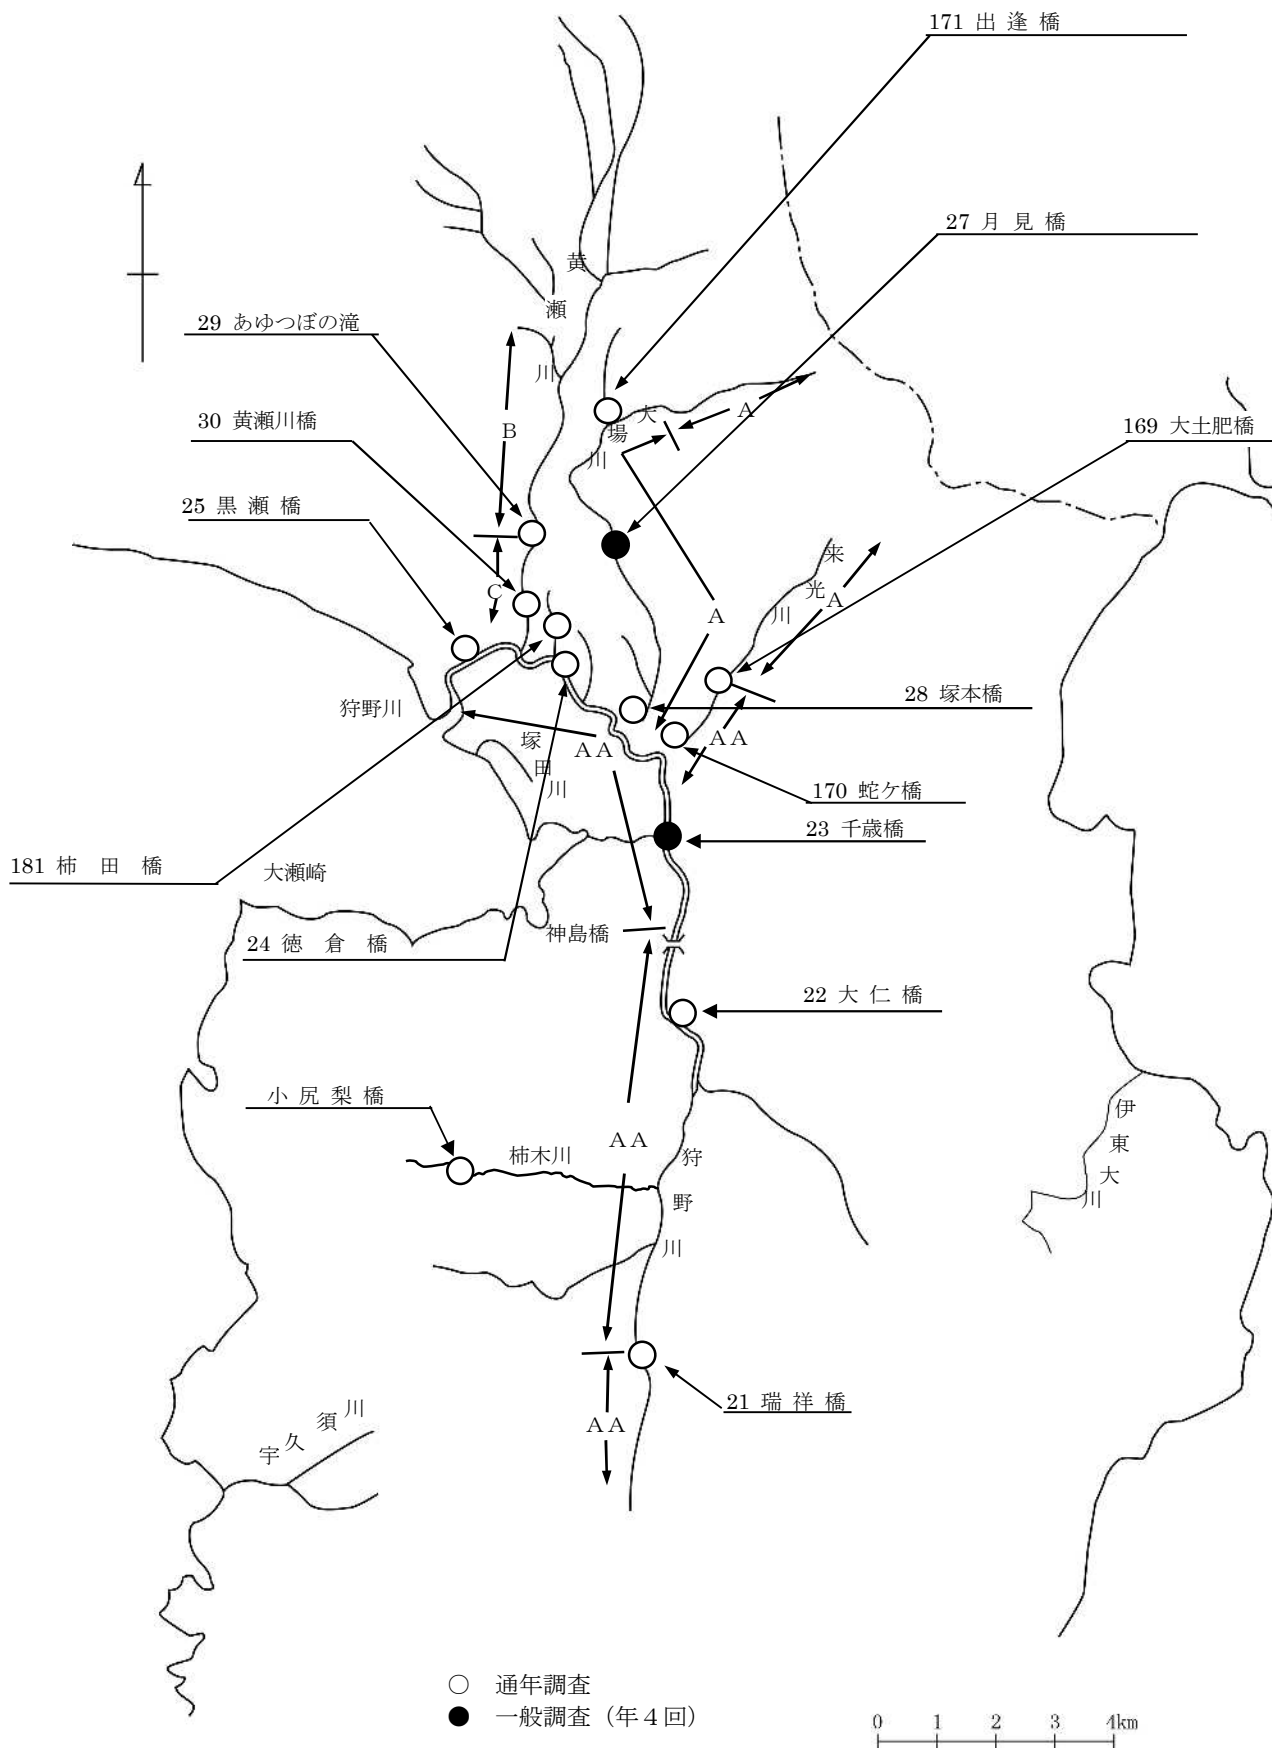 171 出 逢 橋
27 月 見 橋
29 あゆつぼの滝
30 黄瀬川橋
25 黒 瀬 橋
169 大土肥橋
黄
瀬
川
大
場
川
来
光
川
B
C
A
A
A
28 塚本橋
狩野川
塚
田
川
AA
AA
170 蛇ケ橋
23 千歳橋
181 柿 田 橋
大瀬崎
24 徳 倉 橋
神島橋
22 大 仁 橋
小 尻 梨 橋
柿木川
AA
狩
野
川
伊
東
大
川
21 瑞 祥 橋
AA
宇
久
須
川
○ 通年調査
● 一般調査（年４回）
0 1 2 3 4km